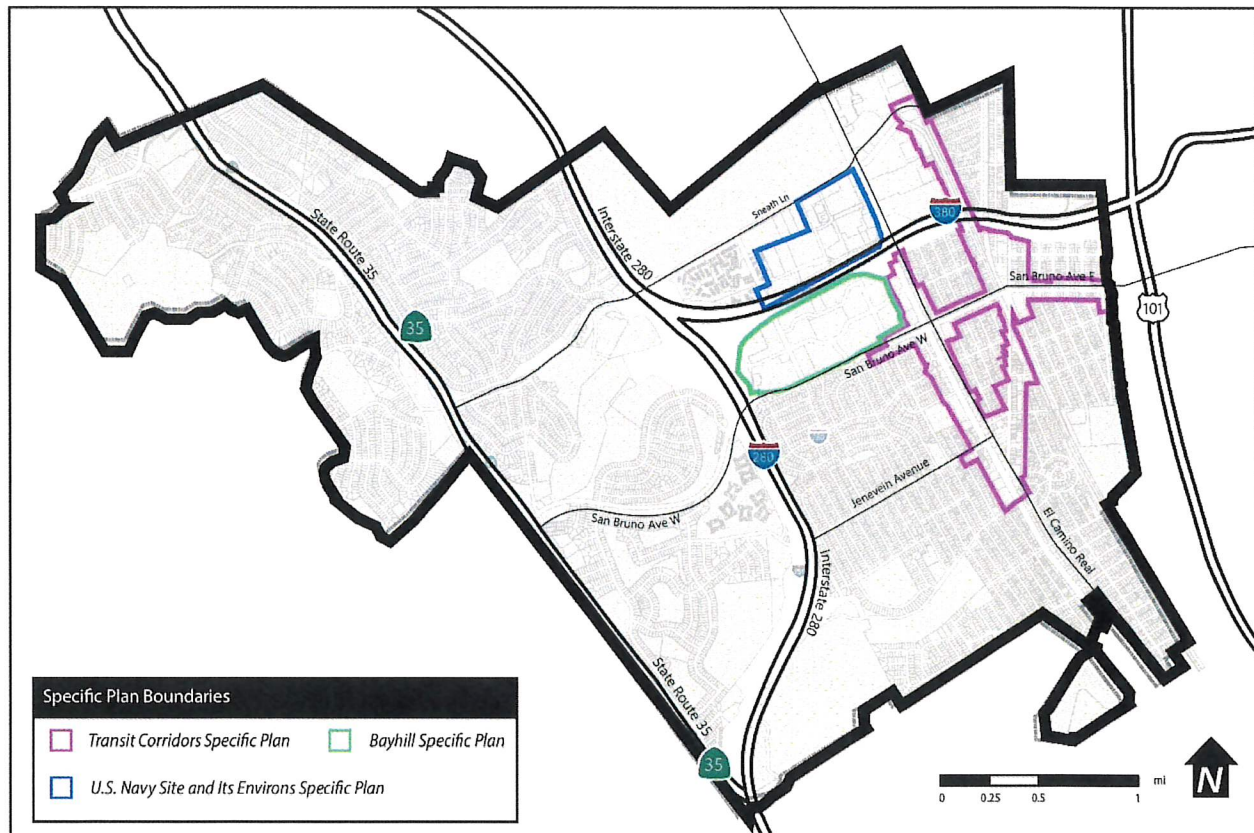 Sneath Ln
380
State Route 35
Interstate 280
San Bruno Ave E
101
35
San Bruno Ave W
280
Jenevein Avenue
San Bruno Ave W
El Camino Real
Interstate 280
State Route 35
35
Specific Plan Boundaries
Transit Corridors Specific Plan
Bayhill Specific Plan
U.S. Navy Site and Its Environs Specific Plan
mi
0 0.25 0.5 1
N